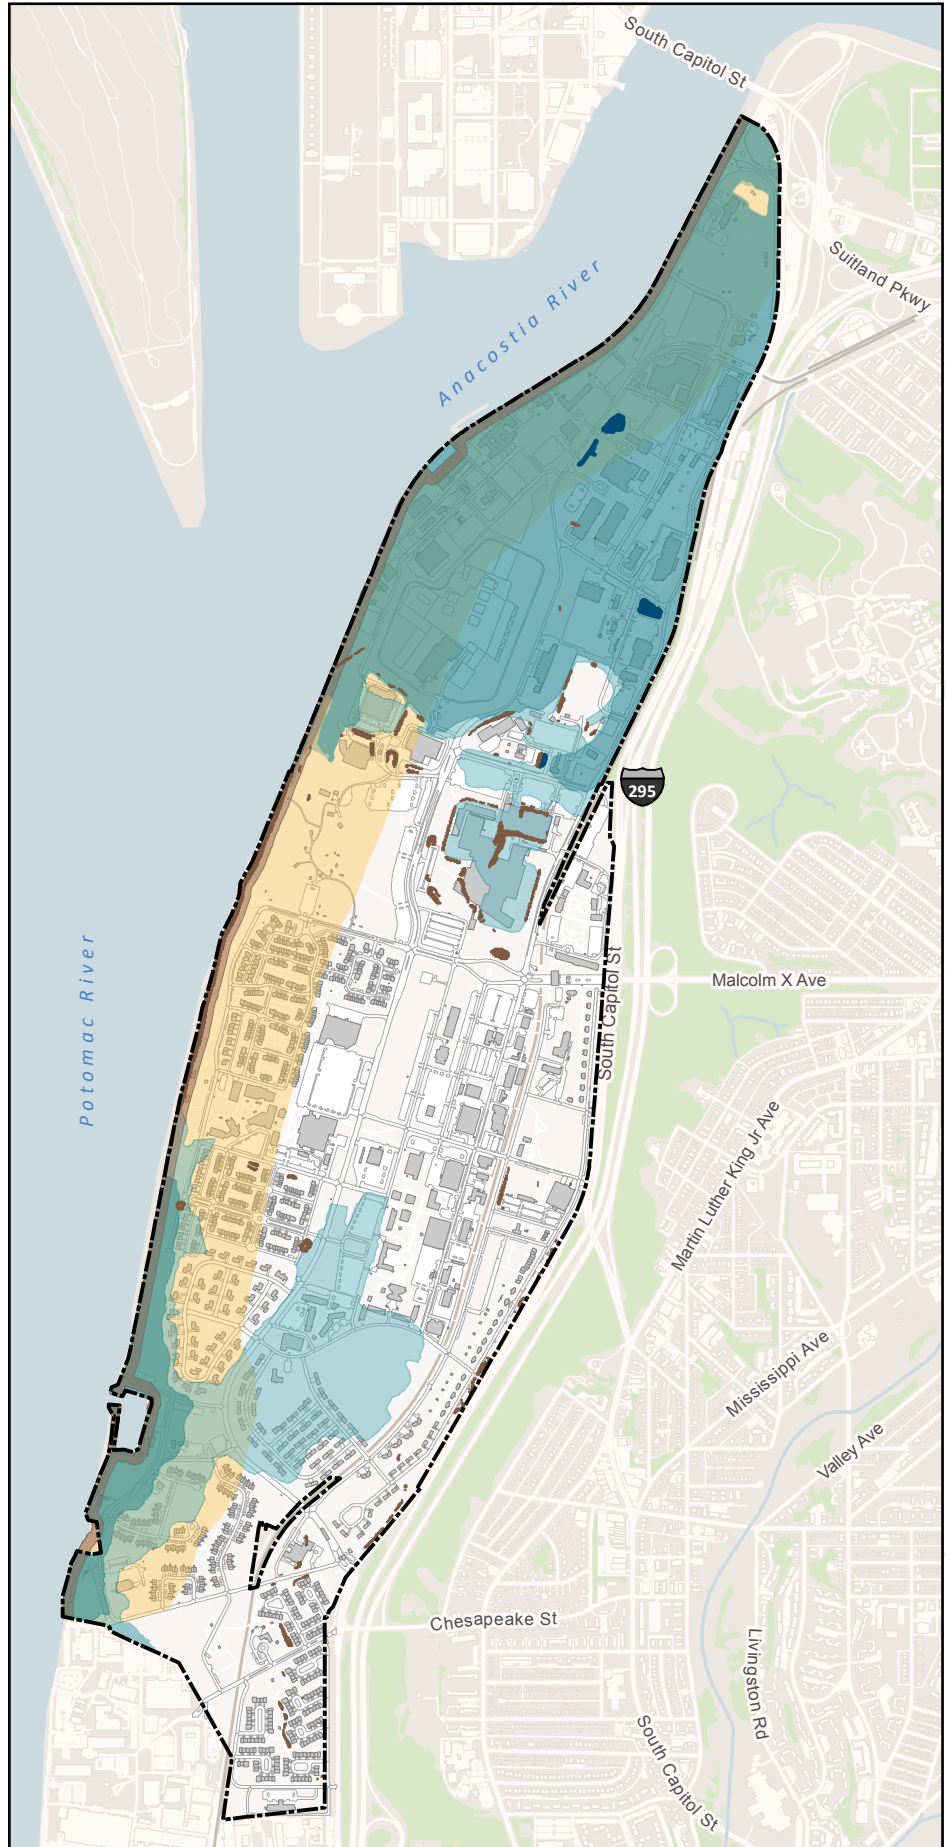 South Capitol St
Suitland Pkwy
Anacostia River
295
Potomac River
South Capitol St
Malcolm X Ave
Martin Luther King Jr Ave
Mississippi Ave
Valley Ave
Chesapeake St
Livingston Rd
South Capitol St